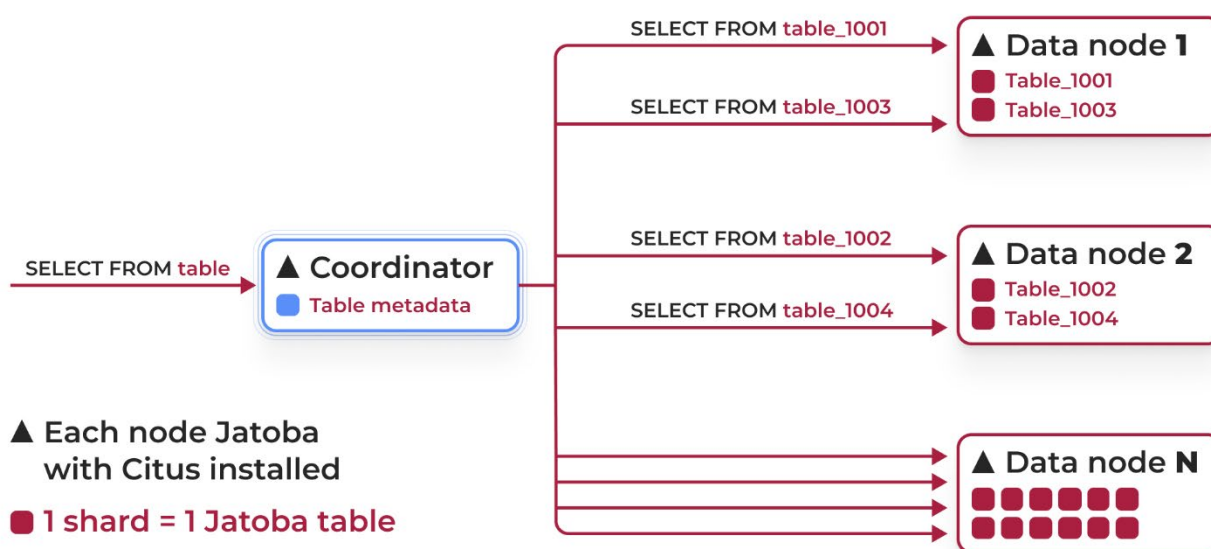 SELECT FROM table
Coordinator
Table metadata
SELECT FROM table_1001
SELECT FROM table_1003
Data node 1
Table_1001
Table_1003
SELECT FROM table_1002
SELECT FROM table_1004
Data node 2
Table_1002
Table_1004
Data node N
Each node Jatoba
with Citus installed
1 shard = 1 Jatoba table